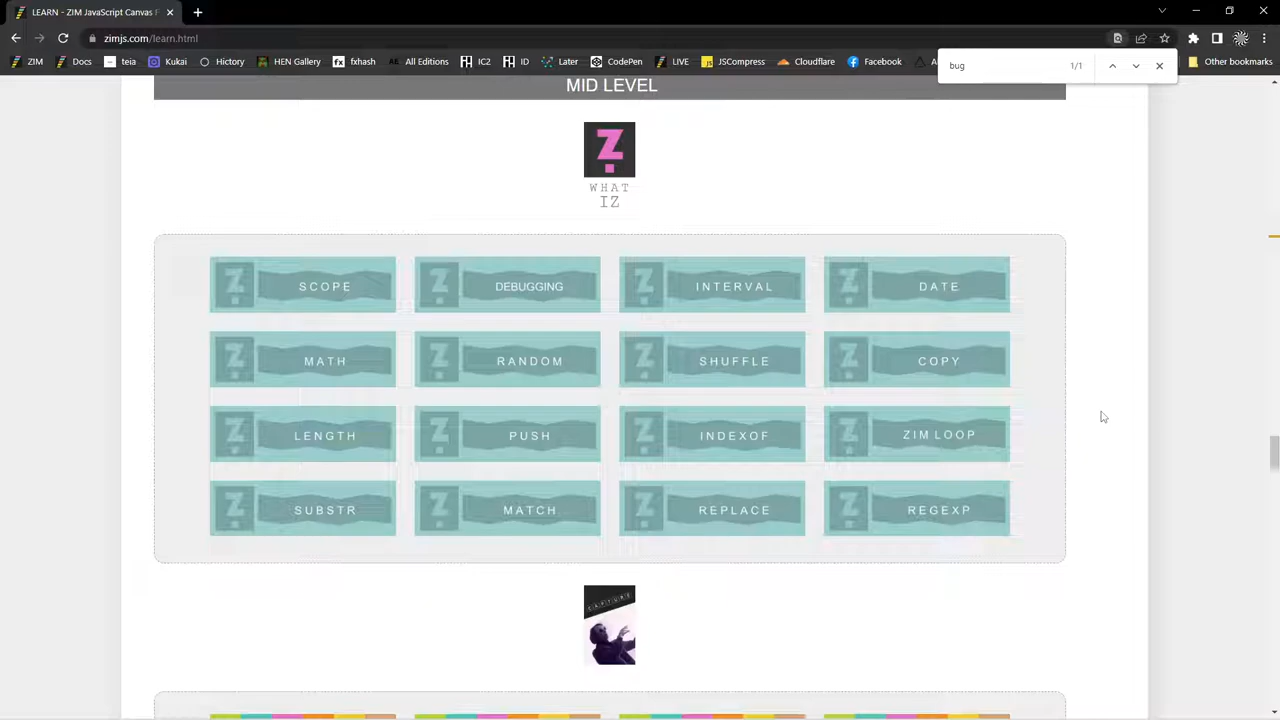 LEARN - ZIM JavaScript Canvas F
zimjs.com/learn.html
ZIM
Docs
teia
Kukai
Hictory
HEN Gallery
fxhash
All Editions
ICZ
ID
Later
CodePen
LIVE
JSCompress
Cloudflare
Facebook
Other bookmarks
bug
1/1
MID LEVEL
Z
WHAT
IZ
SCOPE
DEBUGGING
INTERVAL
DATE
MATH
RANDOM
SHUFFLE
COPY
LENGTH
PUSH
INDEXOF
ZIM LOOP
SUBSTR
MATCH
REPLACE
REGEXP
CAPTURE